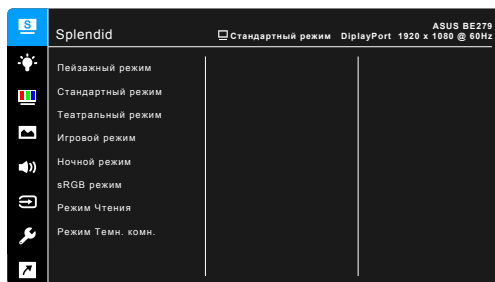 S
ASUS BE279
Splendid
Стандартный режим DiplayPort 1920 x 1080 @ 60Hz
Пейзажный режим
Стандартный режим
Театральный режим
Игровой режим
Ночной режим
sRGB режим
Режим Чтения
Режим Темн. комн.